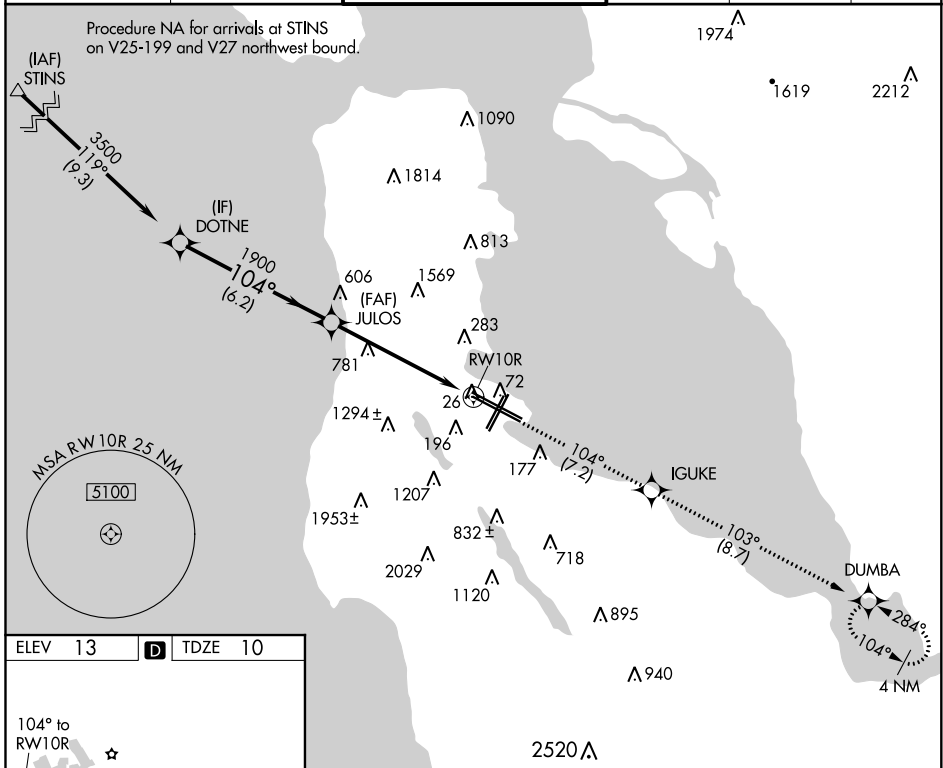 Procedure NA for arrivals at STINS
on V25-199 and V27 northwest bound.
(IAF)
STINS
3500
119°
(9.3)
(IF)
DOTNE
1900
104°
(6.2)
(FAF)
JULOS
1974
1619
2212
1090
1814
813
606
1569
283
781
RW10R
26
72
1294 ±
196
177
104°
(7.2)
IGUKE
1207
1953±
832 ±
718
2029
1120
103°
(8.7)
DUMBA
284°
104°
4 NM
895
940
2520
MSA RW10R 25 NM
5100
ELEV 13
D
TDZE 10
104° to
RW10R